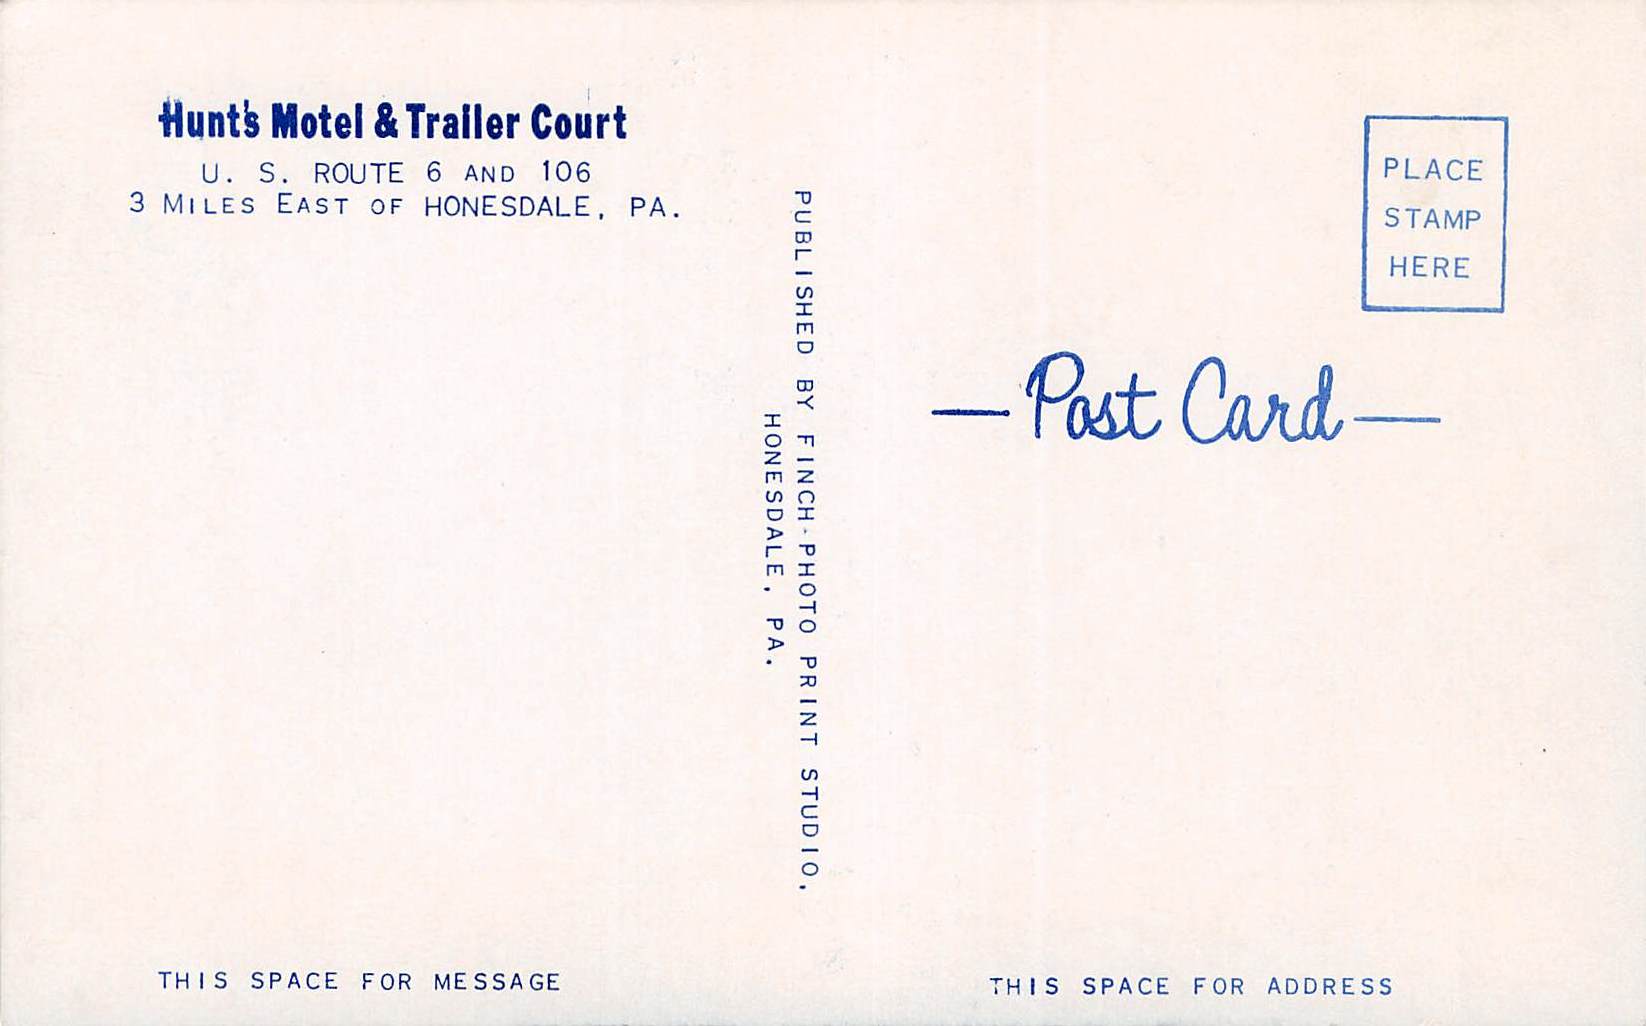 Hunt's Motel & Trailer Court
U. S. ROUTE 6 AND 106
3 MILES EAST OF HONESDALE, PA.
PUBLISHED BY FINCH-PHOTO PRINT STUDIO,
HONESDALE, PA.
PLACE
STAMP
HERE
— Post Card —
THIS SPACE FOR MESSAGE
THIS SPACE FOR ADDRESS